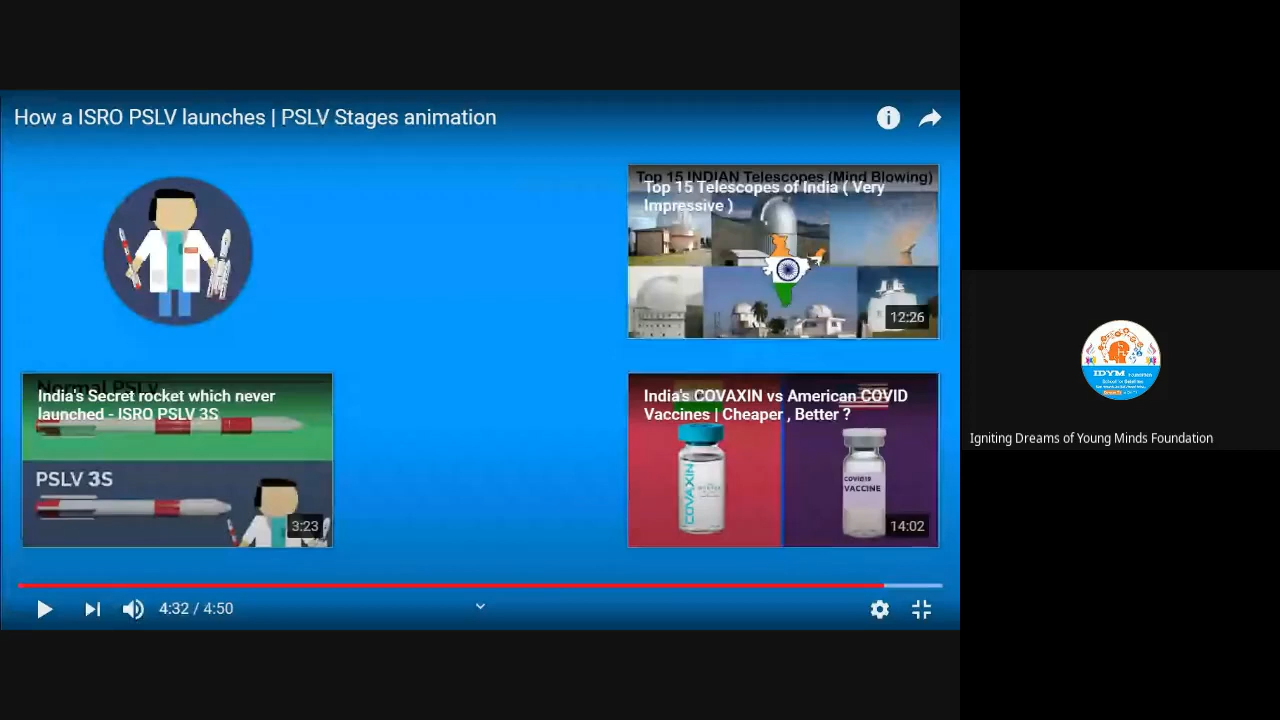 How a ISRO PSLV launches | PSLV Stages animation
Top 15 INDIAN Telescopes (Mind Blowing)
Top 15 Telescopes of India ( Very
Impressive )
12:26
Normal PSLV
India's Secret rocket which never
launched - ISRO PSLV 3S
PSLV 3S
3:23
India's COVAXIN vs American COVID
Vaccines | Cheaper , Better ?
COVAXIN
COVID19
VACCINE
14:02
4:32 / 4:50
IDYM Foundation
Igniting Dreams of Young Minds Foundation